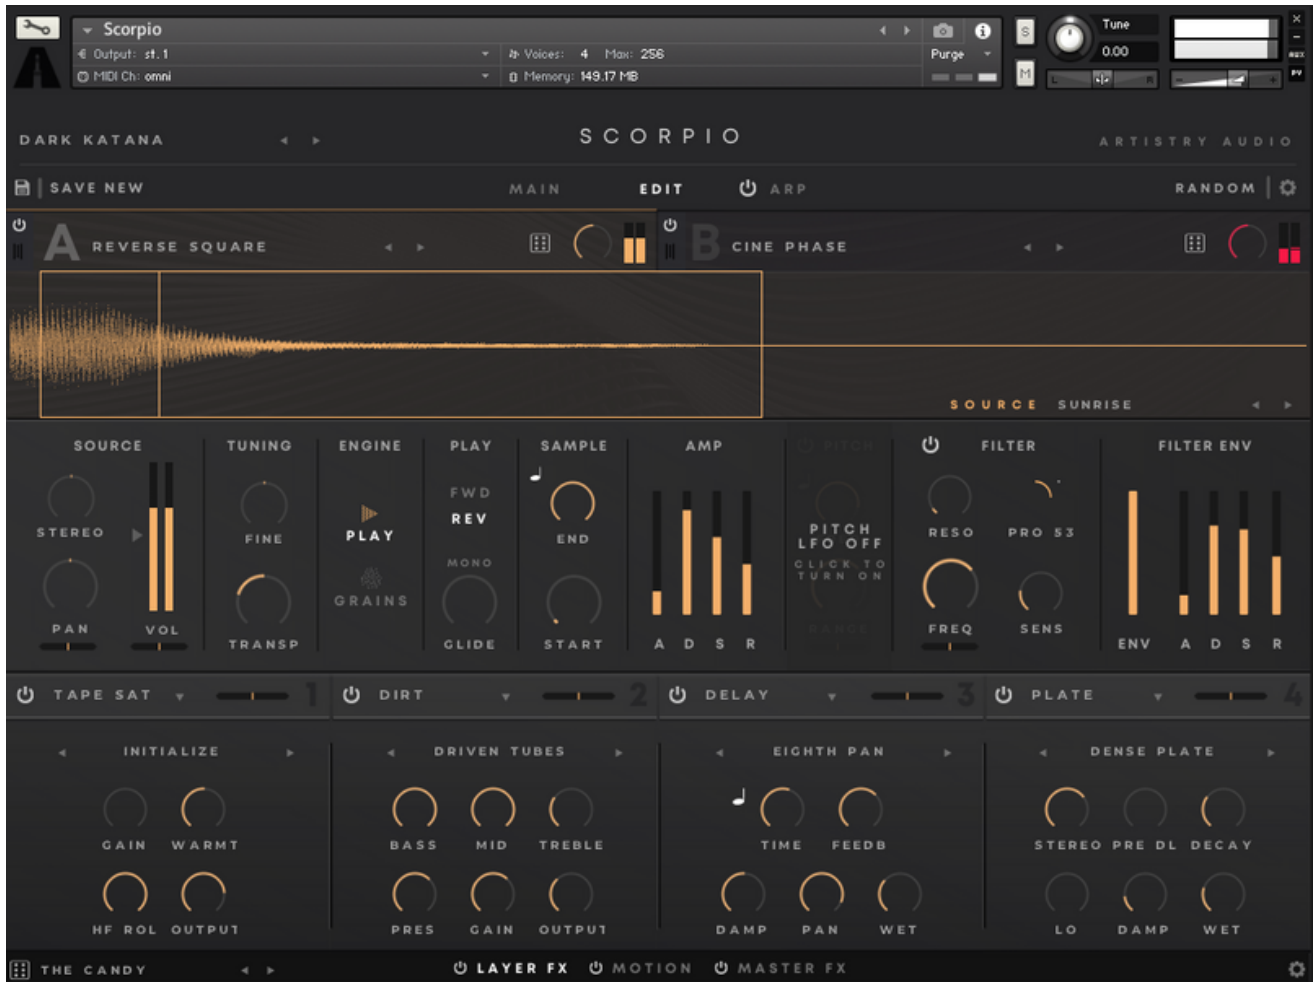 Scorpio
Output: st.1
Voices: 4 Max: 256
Purge
MIDI Ch: omni
Memory: 149.17 MB
S
M
Tune
0.00
L R
- +
×
-
AUX
PV
DARK KATANA
SCORPIO
ARTISTRY AUDIO
SAVE NEW
MAIN
EDIT
ARP
RANDOM
A REVERSE SQUARE
B CINE PHASE
SOURCE SUNRISE
SOURCE
TUNING
ENGINE
PLAY
SAMPLE
AMP
PITCH
FILTER
FILTER ENV
STEREO
PAN
VOL
FINE
TRANSP
PLAY
GRAINS
FWD
REV
MONO
GLIDE
END
START
A D S R
PITCH
LFO OFF
CLICK TO
TURN ON
RANGE
RESO
PRO 53
FREQ
SENS
ENV A D S R
TAPE SAT 1
DIRT 2
DELAY 3
PLATE 4
INITIALIZE
DRIVEN TUBES
EIGHTH PAN
DENSE PLATE
GAIN WARMT
BASS MID TREBLE
TIME FEEDB
STEREO PRE DL DECAY
HF ROL OUTPUT
PRES GAIN OUTPUT
DAMP PAN WET
LO DAMP WET
THE CANDY
LAYER FX
MOTION
MASTER FX